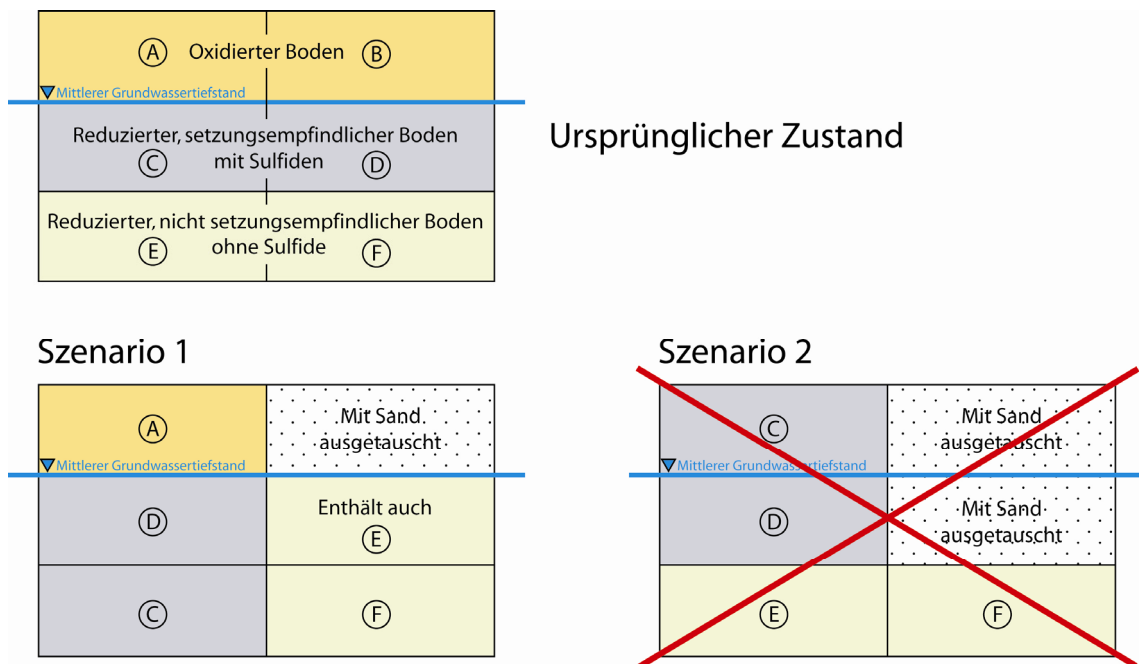 A Oxidierter Boden B
Mittlerer Grundwassertiefstand
Reduzierter, setzungsempfindlicher Boden
mit Sulfiden
C D
Ursprünglicher Zustand
Reduzierter, nicht setzungsempfindlicher Boden
ohne Sulfide
E F
Szenario 1
A
Mit Sand
ausgetauscht
Mittlerer Grundwassertiefstand
D
Enthält auch
E
C
F
Szenario 2
C
Mit Sand
ausgetauscht
Mittlerer Grundwassertiefstand
D
Mit Sand
ausgetauscht
E
F